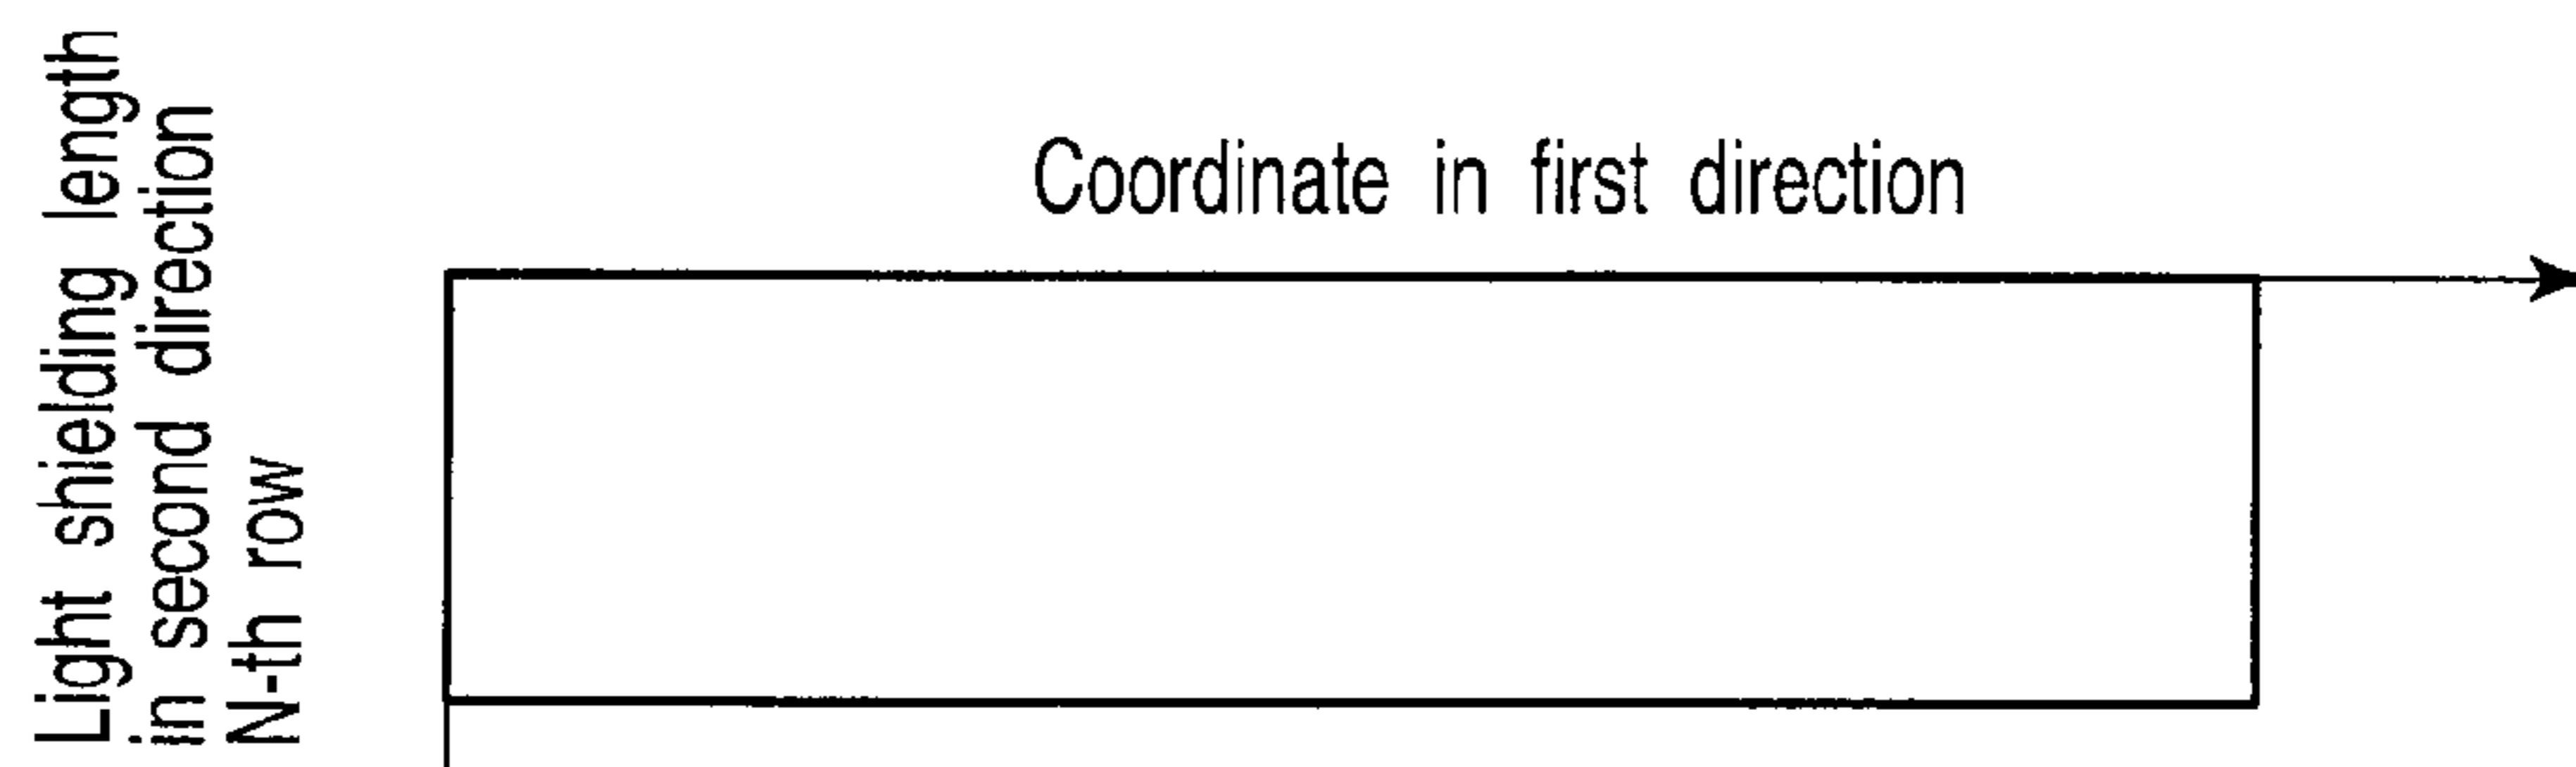 Light shielding length
in second direction
N-th row
Coordinate in first direction